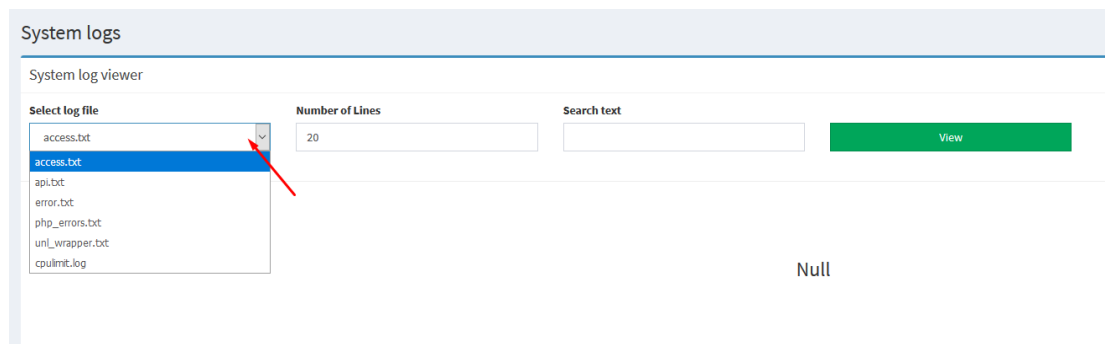 System logs
System log viewer
Select log file
Number of Lines
Search text
access.txt
20
View
access.txt
api.txt
error.txt
php_errors.txt
unl_wrapper.txt
cpulimit.log
Null